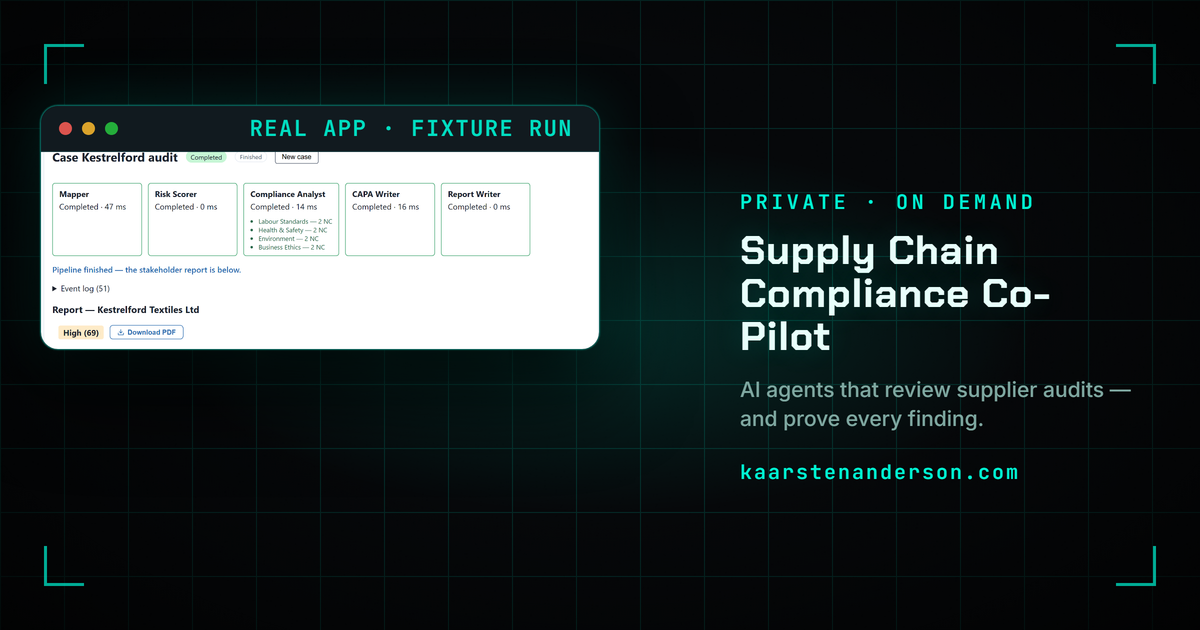 REAL APP · FIXTURE RUN
Case Kestrelford audit
Completed
Finished
New case
Mapper
Completed · 47 ms
Risk Scorer
Completed · 0 ms
Compliance Analyst
Completed · 14 ms
Labour Standards — 2 NC
Health & Safety — 2 NC
Environment — 2 NC
Business Ethics — 2 NC
CAPA Writer
Completed · 16 ms
Report Writer
Completed · 0 ms
Pipeline finished — the stakeholder report is below.
Event log (51)
Report — Kestrelford Textiles Ltd
High (69)
Download PDF
PRIVATE · ON DEMAND
Supply Chain
Compliance Co-
Pilot
AI agents that review supplier audits —
and prove every finding.
kaarstenanderson.com